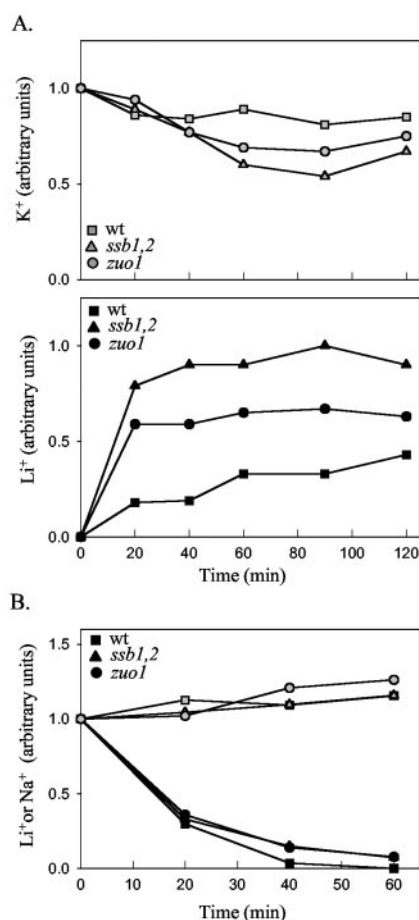 A.
K+ (arbitrary units)
1.0
0.5
0.0
wt
ssb1,2
zuo1
Li+ (arbitrary units)
1.0
0.5
0.0
wt
ssb1,2
zuo1
0 20 40 60 80 100 120
Time (min)
B.
Li+or Na+ (arbitrary units)
1.5
1.0
0.5
0.0
wt
ssb1,2
zuo1
0 10 20 30 40 50 60
Time (min)